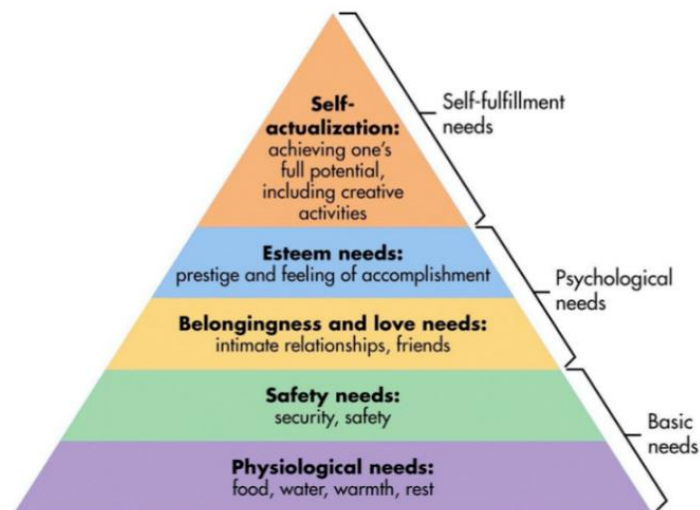 Self-
actualization:
achieving one's
full potential,
including creative
activities
Self-fulfillment
needs
Esteem needs:
prestige and feeling of accomplishment
Psychological
needs
Belongingness and love needs:
intimate relationships, friends
Safety needs:
security, safety
Basic
needs
Physiological needs:
food, water, warmth, rest